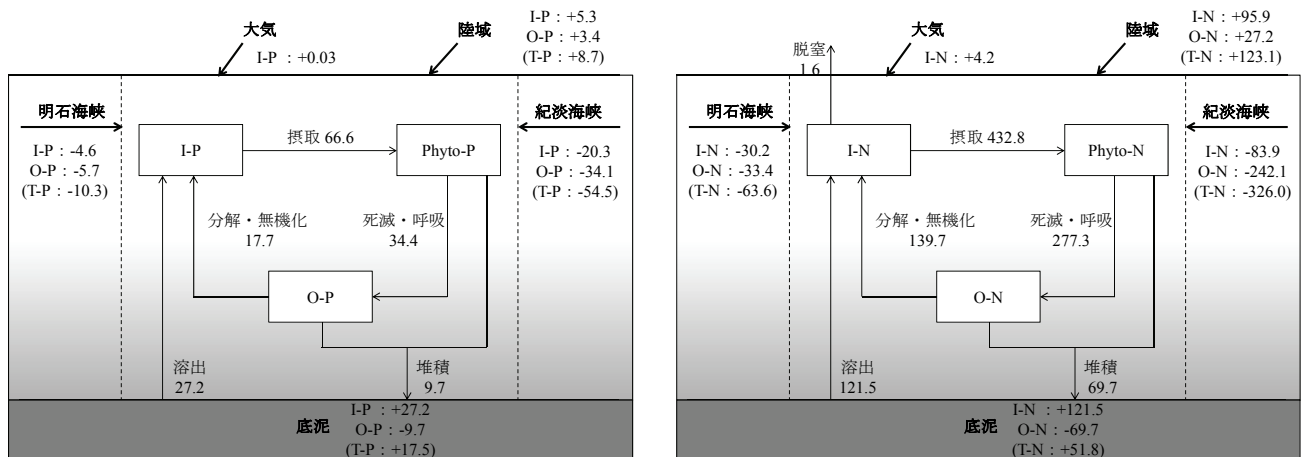 大気
I-P ：+0.03
陸域
I-P：+5.3
O-P：+3.4
(T-P：+8.7)
明石海峡
I-P：-4.6
O-P：-5.7
(T-P：-10.3)
紀淡海峡
I-P：-20.3
O-P：-34.1
(T-P：-54.5)
I-P
摂取 66.6
Phyto-P
分解・無機化
17.7
死滅・呼吸
34.4
O-P
溶出
27.2
堆積
9.7
底泥
I-P ：+27.2
O-P：-9.7
(T-P：+17.5)
脱窒
1.6
大気
I-N：+4.2
陸域
I-N：+95.9
O-N：+27.2
(T-N：+123.1)
明石海峡
I-N：-30.2
O-N：-33.4
(T-N：-63.6)
紀淡海峡
I-N：-83.9
O-N：-242.1
(T-N：-326.0)
I-N
摂取 432.8
Phyto-N
分解・無機化
139.7
死滅・呼吸
277.3
O-N
溶出
121.5
堆積
69.7
底泥
I-N ：+121.5
O-N：-69.7
(T-N：+51.8)